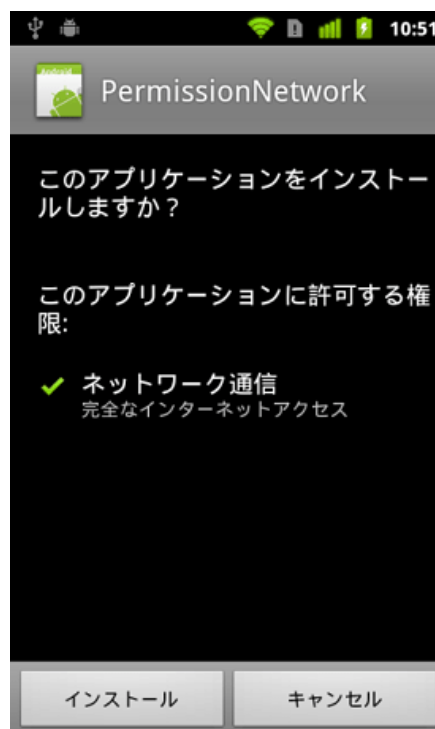 10:51
Android
PermissionNetwork
このアプリケーションをインストー
ルしますか？
このアプリケーションに許可する権
限:
ネットワーク通信
完全なインターネットアクセス
インストール
キャンセル